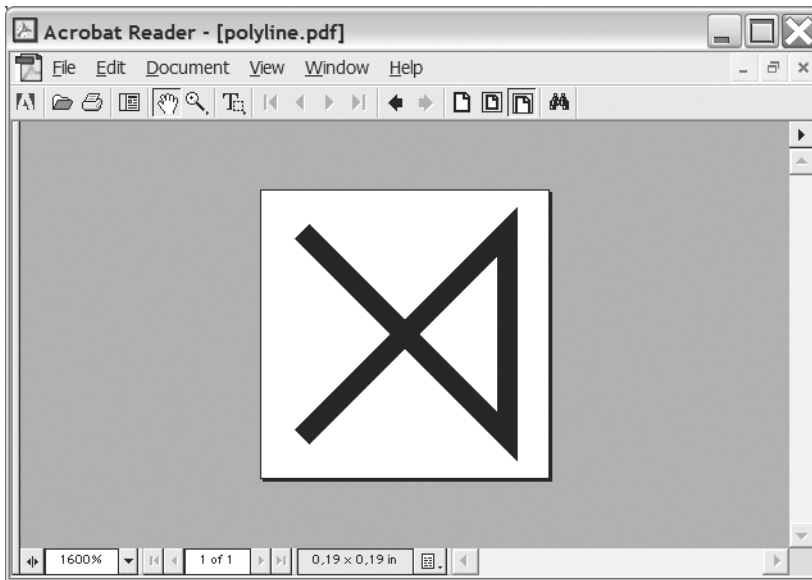 Acrobat Reader - [polyline.pdf]
File Edit Document View Window Help
1600% 1 of 1 0,19 x 0,19 in